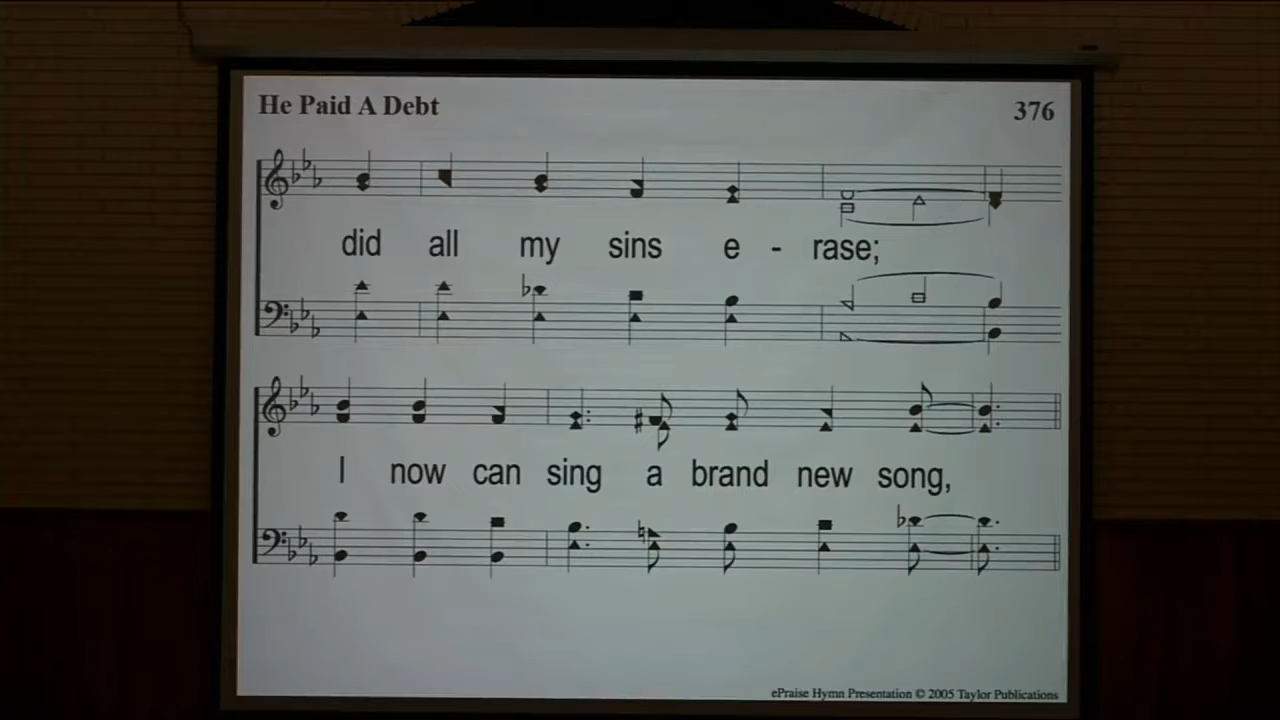 He Paid A Debt
376
did all my sins e - rase;
I now can sing a brand new song,
ePraise Hymn Presentation © 2005 Taylor Publications